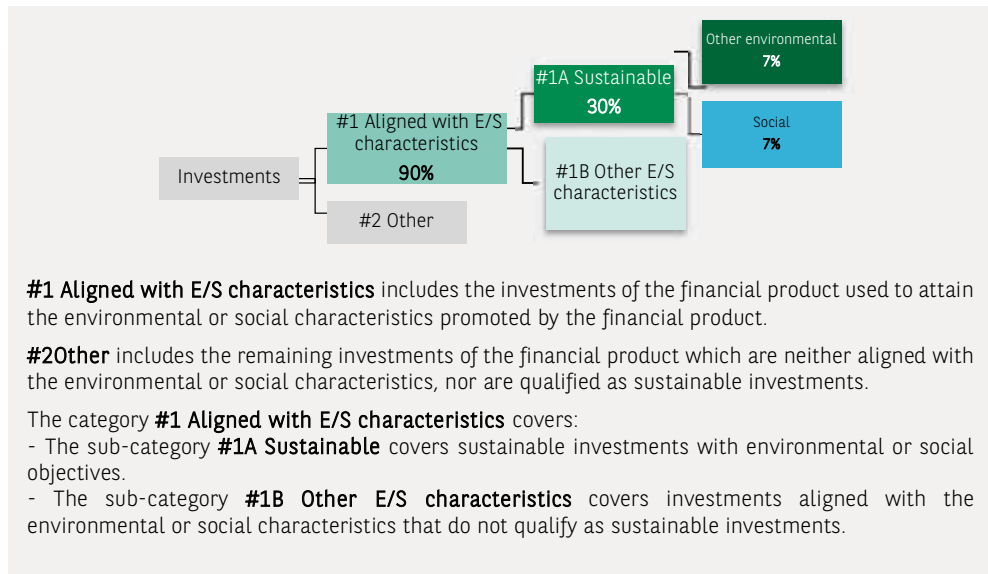 Other environmental
7%
#1A Sustainable
30%
#1 Aligned with E/S
characteristics
90%
Social
7%
Investments
#1B Other E/S
characteristics
#2 Other
#1 Aligned with E/S characteristics includes the investments of the financial product used to attain
the environmental or social characteristics promoted by the financial product.
#2Other includes the remaining investments of the financial product which are neither aligned with
the environmental or social characteristics, nor are qualified as sustainable investments.
The category #1 Aligned with E/S characteristics covers:
- The sub-category #1A Sustainable covers sustainable investments with environmental or social
objectives.
- The sub-category #1B Other E/S characteristics covers investments aligned with the
environmental or social characteristics that do not qualify as sustainable investments.